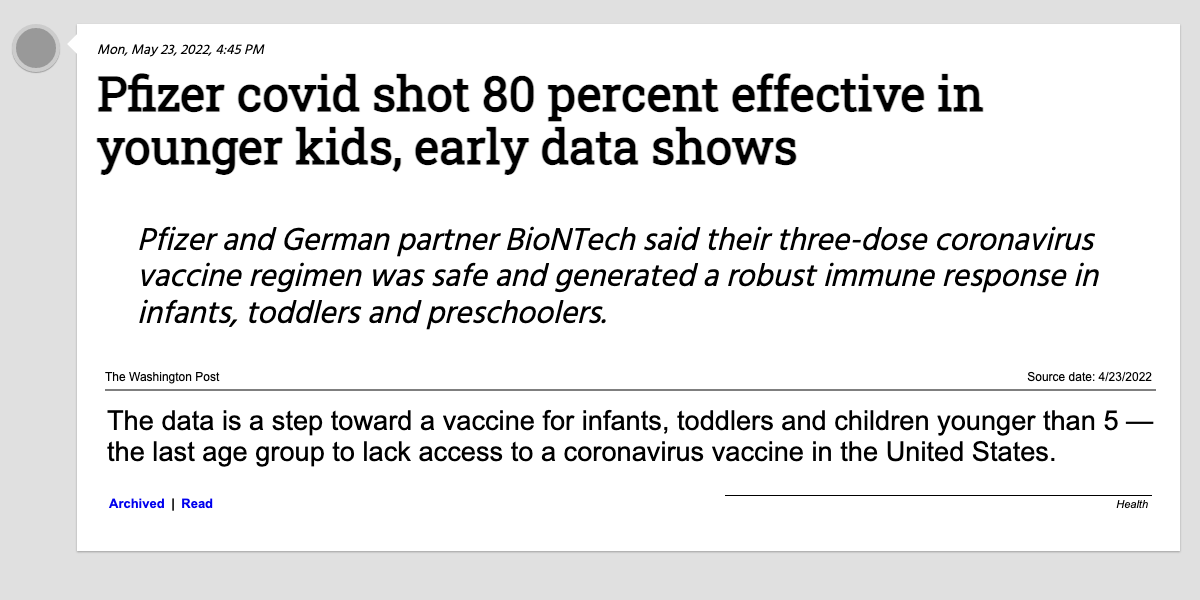 Mon, May 23, 2022, 4:45 PM
Pfizer covid shot 80 percent effective in
younger kids, early data shows
Pfizer and German partner BioNTech said their three-dose coronavirus
vaccine regimen was safe and generated a robust immune response in
infants, toddlers and preschoolers.
The Washington Post
Source date: 4/23/2022
The data is a step toward a vaccine for infants, toddlers and children younger than 5 —
the last age group to lack access to a coronavirus vaccine in the United States.
Archived | Read
Health